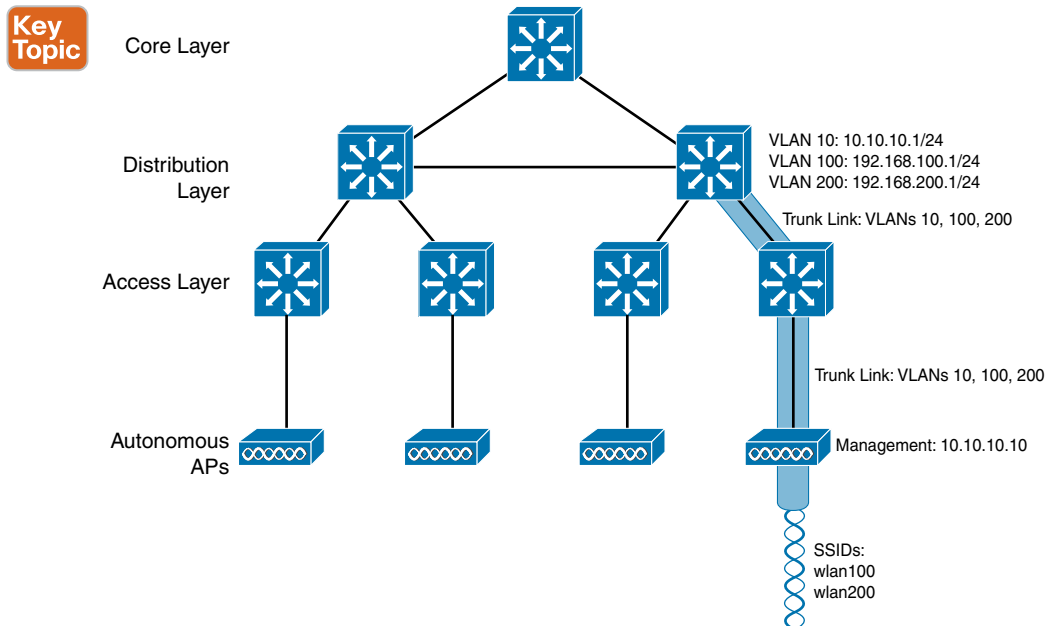 Key
Topic
Core Layer
Distribution
Layer
VLAN 10: 10.10.10.1/24
VLAN 100: 192.168.100.1/24
VLAN 200: 192.168.200.1/24
Trunk Link: VLANs 10, 100, 200
Access Layer
Trunk Link: VLANs 10, 100, 200
Autonomous
APs
Management: 10.10.10.10
SSIDs:
wlan100
wlan200